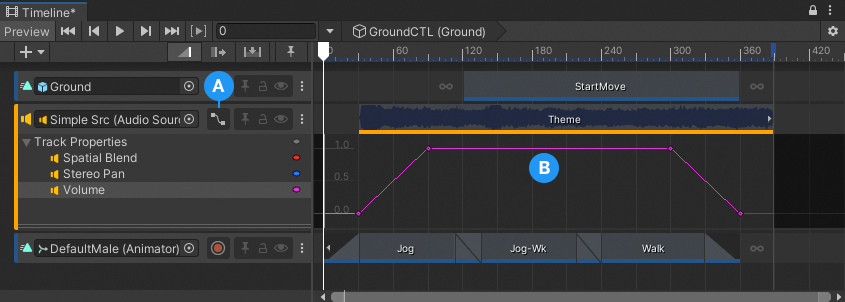 Timeline*
Preview
0
GroundCTL (Ground)
0 60 120 180 240 300 360 420
Ground
A
StartMove
Simple Src (Audio Sour
Theme
Track Properties
1.0
Spatial Blend
B
Stereo Pan
0.5
Volume
0.0
DefaultMale (Animator)
Jog
Jog-Wk
Walk